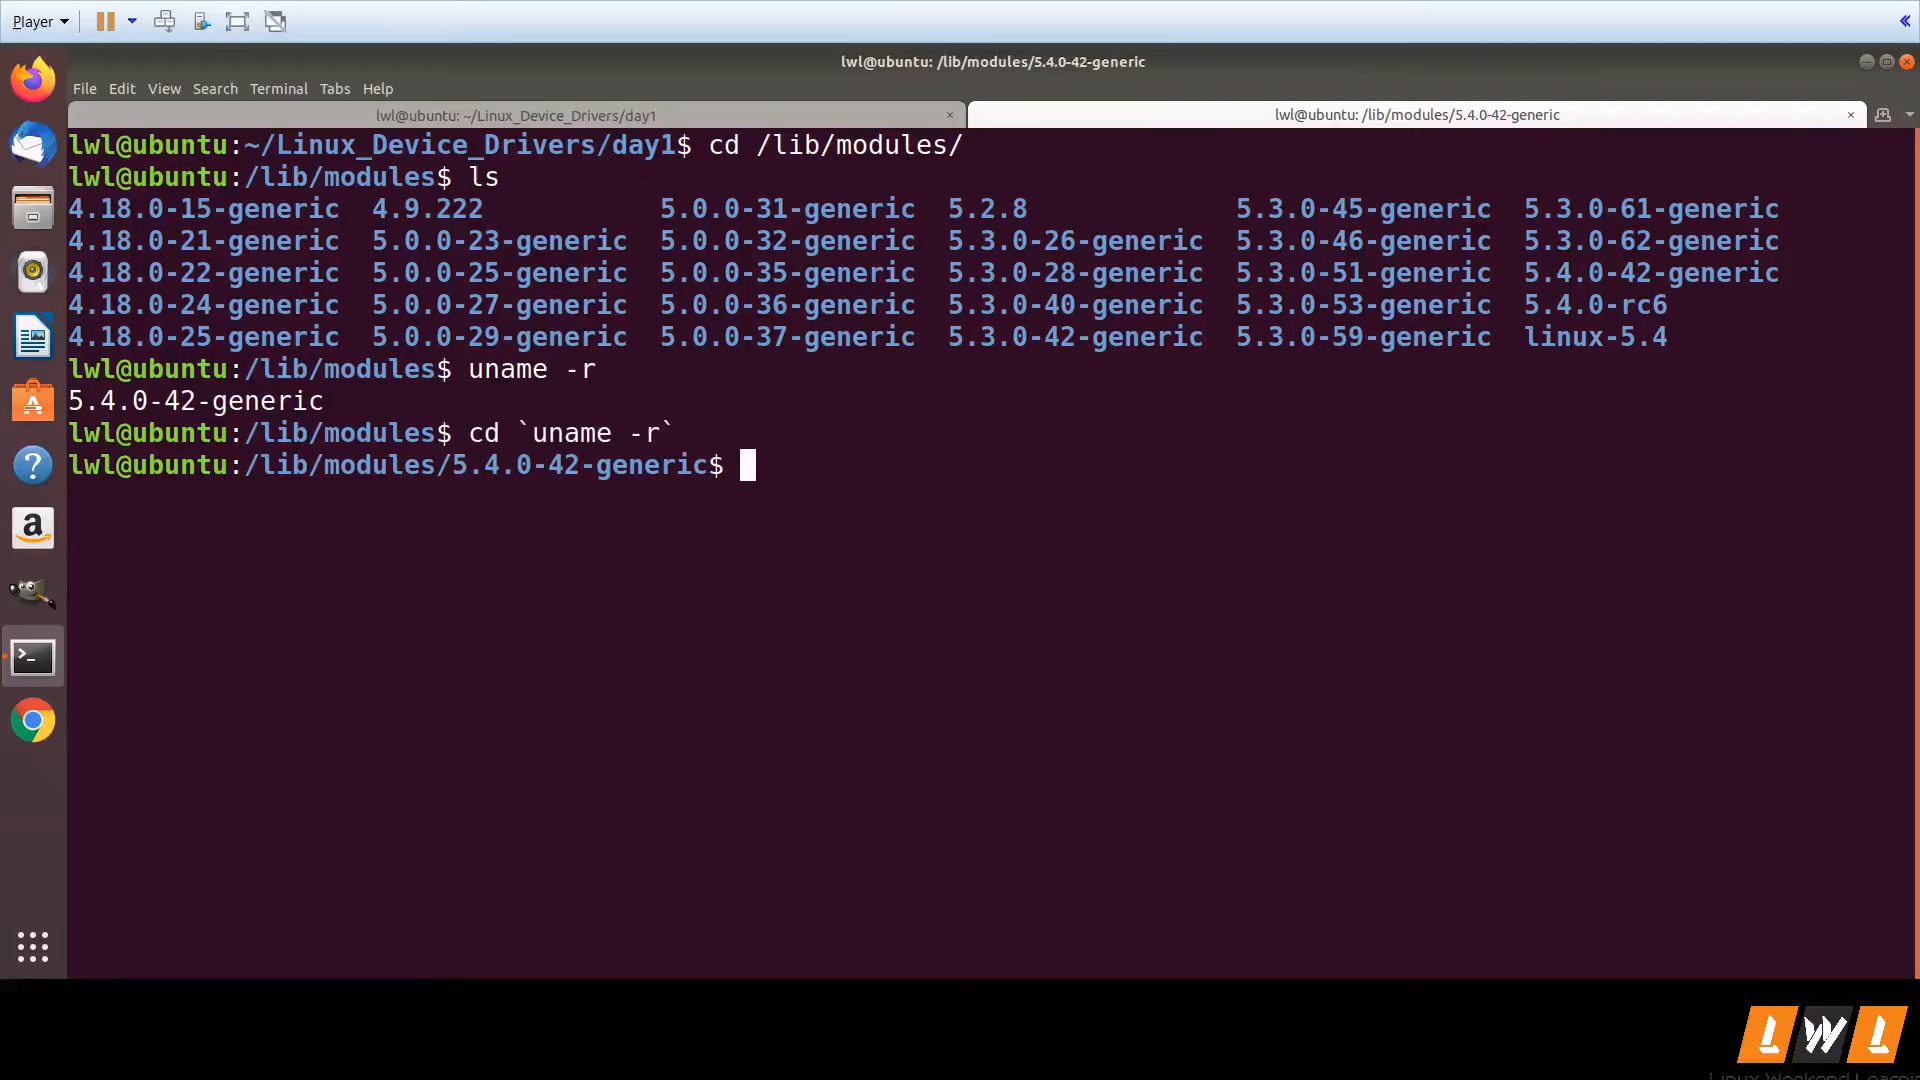 Player
lwl@ubuntu: /lib/modules/5.4.0-42-generic
File Edit View Search Terminal Tabs Help
lwl@ubuntu: ~/Linux_Device_Drivers/day1 × lwl@ubuntu: /lib/modules/5.4.0-42-generic ×
lwl@ubuntu:~/Linux_Device_Drivers/day1$ cd /lib/modules/
lwl@ubuntu:/lib/modules$ ls
4.18.0-15-generic 4.9.222 5.0.0-31-generic 5.2.8 5.3.0-45-generic 5.3.0-61-generic
4.18.0-21-generic 5.0.0-23-generic 5.0.0-32-generic 5.3.0-26-generic 5.3.0-46-generic 5.3.0-62-generic
4.18.0-22-generic 5.0.0-25-generic 5.0.0-35-generic 5.3.0-28-generic 5.3.0-51-generic 5.4.0-42-generic
4.18.0-24-generic 5.0.0-27-generic 5.0.0-36-generic 5.3.0-40-generic 5.3.0-53-generic 5.4.0-rc6
4.18.0-25-generic 5.0.0-29-generic 5.0.0-37-generic 5.3.0-42-generic 5.3.0-59-generic linux-5.4
lwl@ubuntu:/lib/modules$ uname -r
5.4.0-42-generic
lwl@ubuntu:/lib/modules$ cd `uname -r`
lwl@ubuntu:/lib/modules/5.4.0-42-generic$
LWL